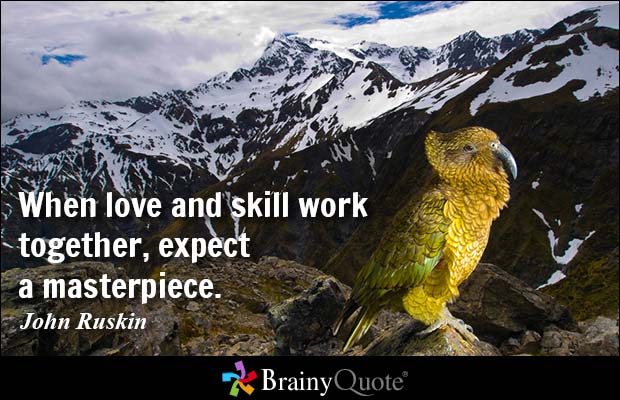 When love and skill work
together, expect
a masterpiece.
John Ruskin
BrainyQuote®